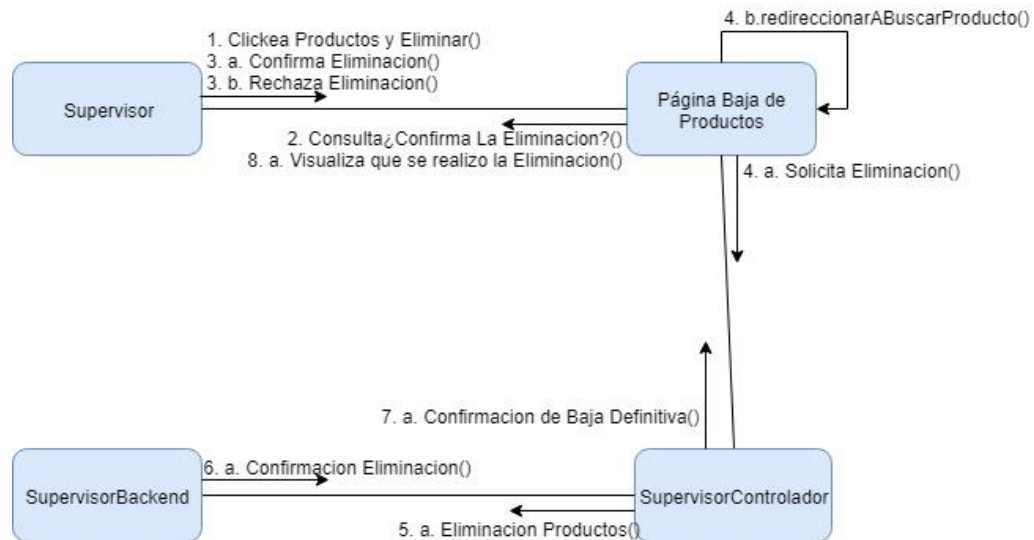 4. b.redireccionarABuscarProducto()
1. Clickea Productos y Eliminar()
3. a. Confirma Eliminacion()
3. b. Rechaza Eliminacion()
Supervisor
Página Baja de
Productos
2. Consulta¿Confirma La Eliminacion?()
8. a. Visualiza que se realizo la Eliminacion()
4. a. Solicita Eliminacion()
7. a. Confirmacion de Baja Definitiva()
6. a. Confirmacion Eliminacion()
SupervisorBackend
SupervisorControlador
5. a. Eliminacion Productos()